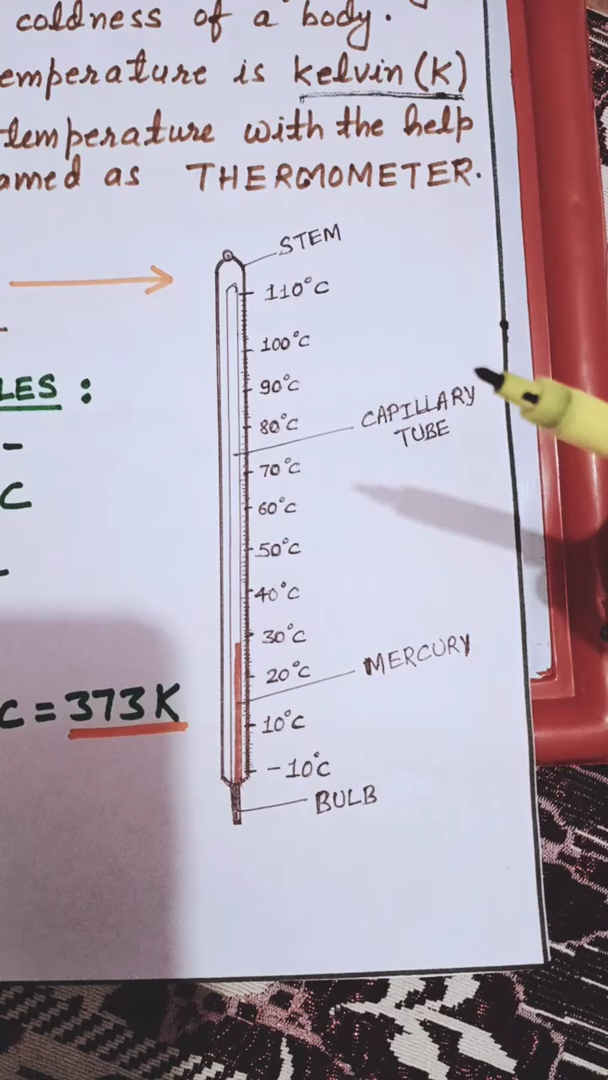 coldness of a body.
emperature is kelvin (K)
temperature with the help
amed as THERMOMETER.
STEM
110°C
100°C
LES :
90°C
80°C
CAPILLARY
TUBE
-
70°C
C
60°C
50°C
40°C
30°C
20°C
MERCURY
C = 373 K
10°C
-10°C
BULB